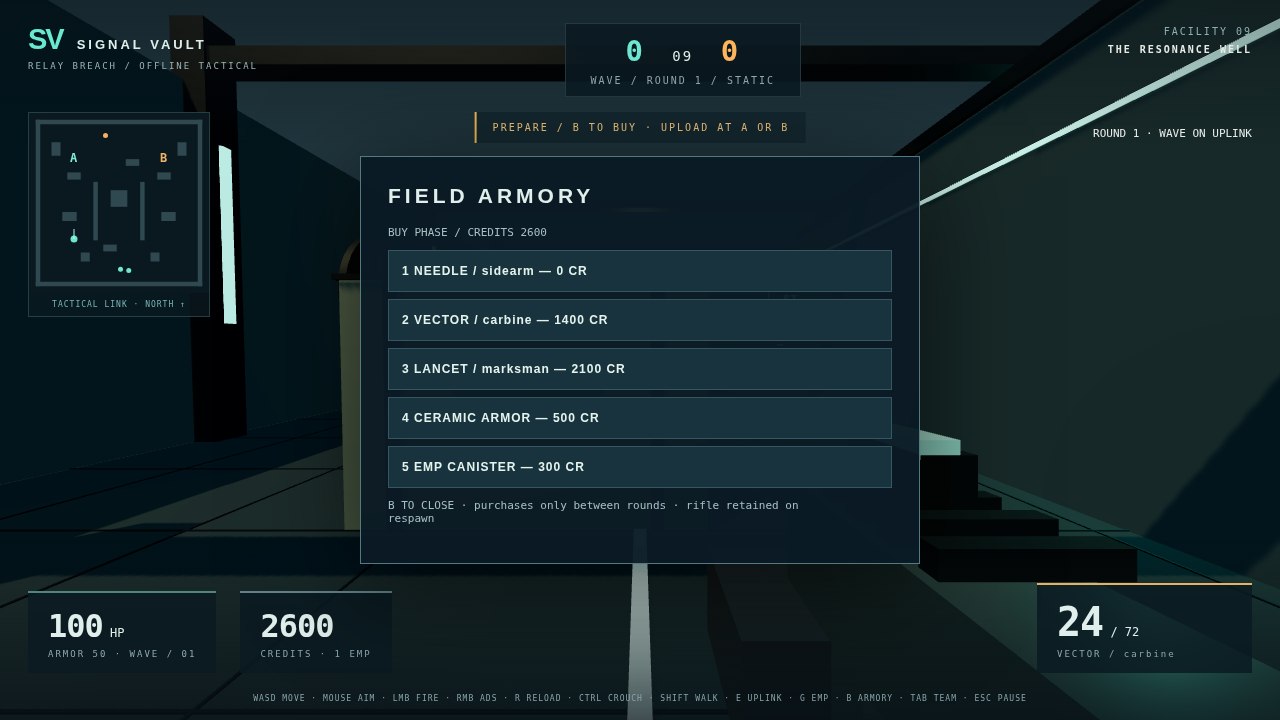 SV SIGNAL VAULT
RELAY BREACH / OFFLINE TACTICAL
0 09 0
WAVE / ROUND 1 / STATIC
FACILITY 09
THE RESONANCE WELL
PREPARE / B TO BUY · UPLOAD AT A OR B
ROUND 1 · WAVE ON UPLINK
A B
TACTICAL LINK · NORTH ↑
FIELD ARMORY
BUY PHASE / CREDITS 2600
1 NEEDLE / sidearm — 0 CR
2 VECTOR / carbine — 1400 CR
3 LANCET / marksman — 2100 CR
4 CERAMIC ARMOR — 500 CR
5 EMP CANISTER — 300 CR
B TO CLOSE · purchases only between rounds · rifle retained on
respawn
100 HP
ARMOR 50 · WAVE / 01
2600
CREDITS · 1 EMP
24 / 72
VECTOR / carbine
WASD MOVE · MOUSE AIM · LMB FIRE · RMB ADS · R RELOAD · CTRL CROUCH · SHIFT WALK · E UPLINK · G EMP · B ARMORY · TAB TEAM · ESC PAUSE